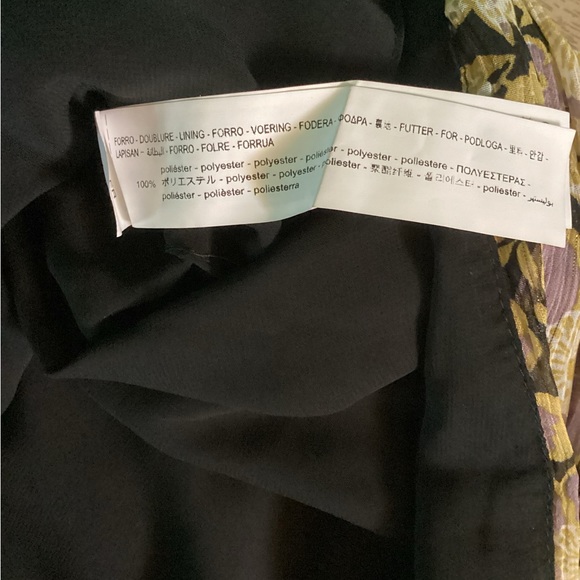 FORRO - DOUBLURE - LINING - FORRO - VOERING - FODERA - ΦΟΔΡΑ - 裏地 - FUTTER - FOR - PODLOGA - 里布 - 안감 -
LAPISAN - البطانة - FORRO - FOLRE - FORRUA
poliéster - polyester - polyester - poliéster - polyester - poliestere - ΠΟΛΥΕΣΤΕΡΑΣ -
100% ポリエステル - polyester - polyester - poliester - 聚酯纤维 - 폴리에스터 - poliester - بوليستير -
poliéster - polièster - poliesterra